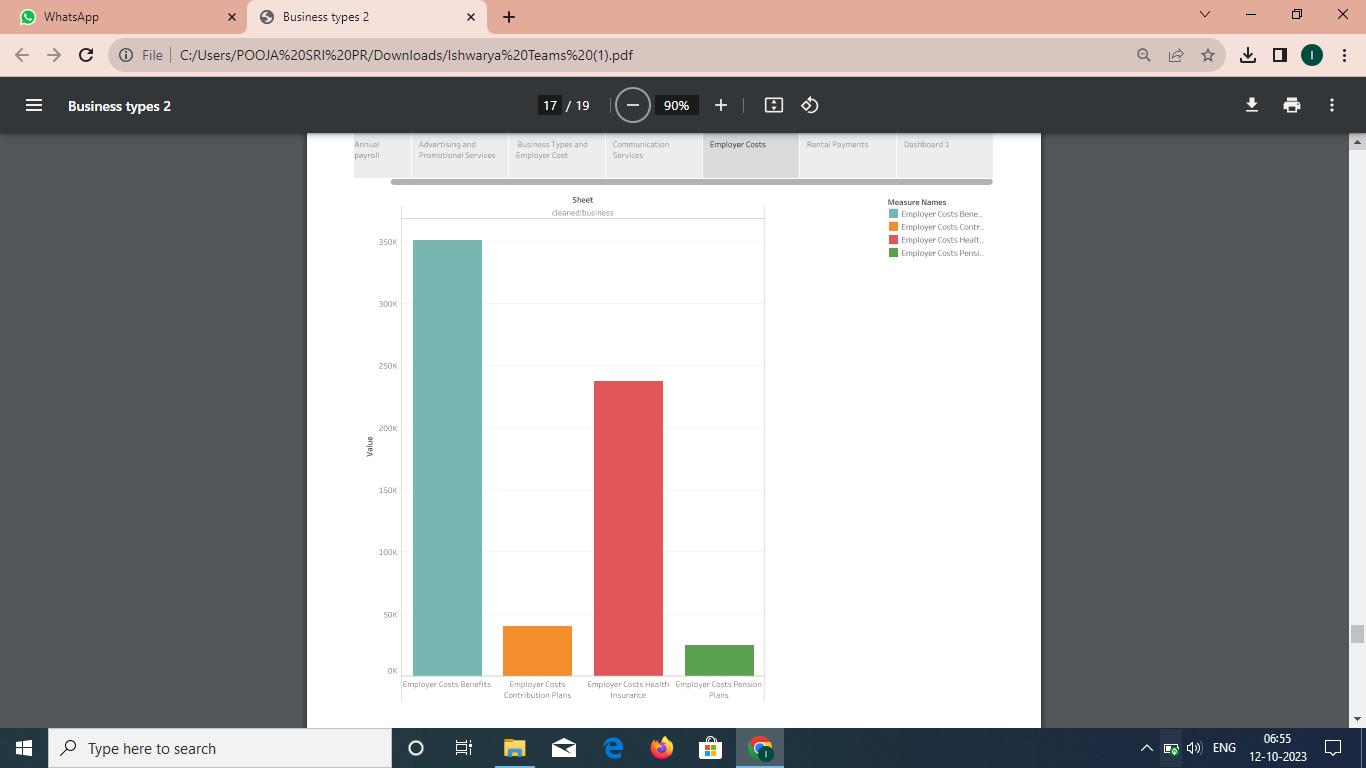 WhatsApp
Business types 2
File
C:/Users/POOJA%20SRI%20PR/Downloads/Ishwarya%20Teams%20(1).pdf
I
Business types 2
17 / 19
90%
Annual payroll
Advertising and Promotional Services
Business Types and Employer Cost
Communication Services
Employer Costs
Rental Payments
Dashboard 1
Sheet
cleaned!business
Measure Names
Employer Costs Bene..
Employer Costs Contr..
Employer Costs Healt..
Employer Costs Pensi..
Value
350K
300K
250K
200K
150K
100K
50K
0K
Employer Costs Benefits
Employer Costs
Contribution Plans
Employer Costs Health
Insurance
Employer Costs Pension
Plans
Type here to search
I
ENG
06:55
12-10-2023